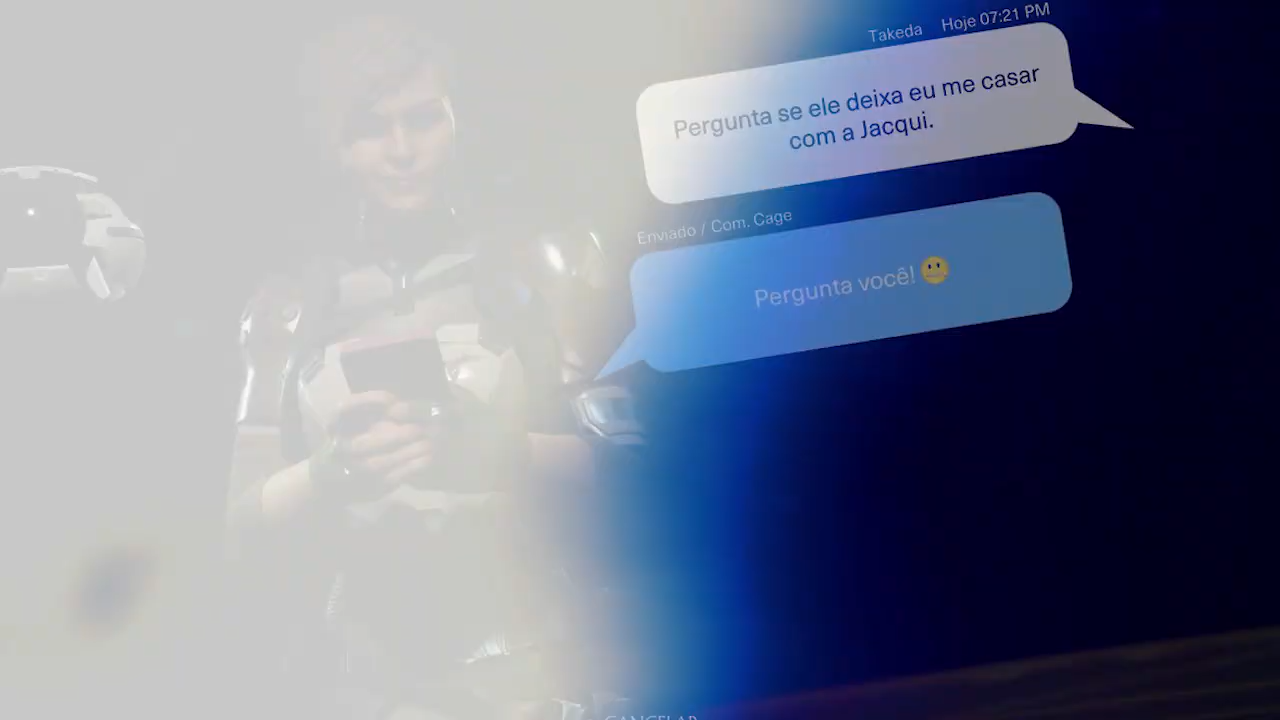 Takeda Hoje 07:21 PM
Pergunta se ele deixa eu me casar
com a Jacqui.
Enviado / Com. Cage
Pergunta você! 😃
CANCELAR